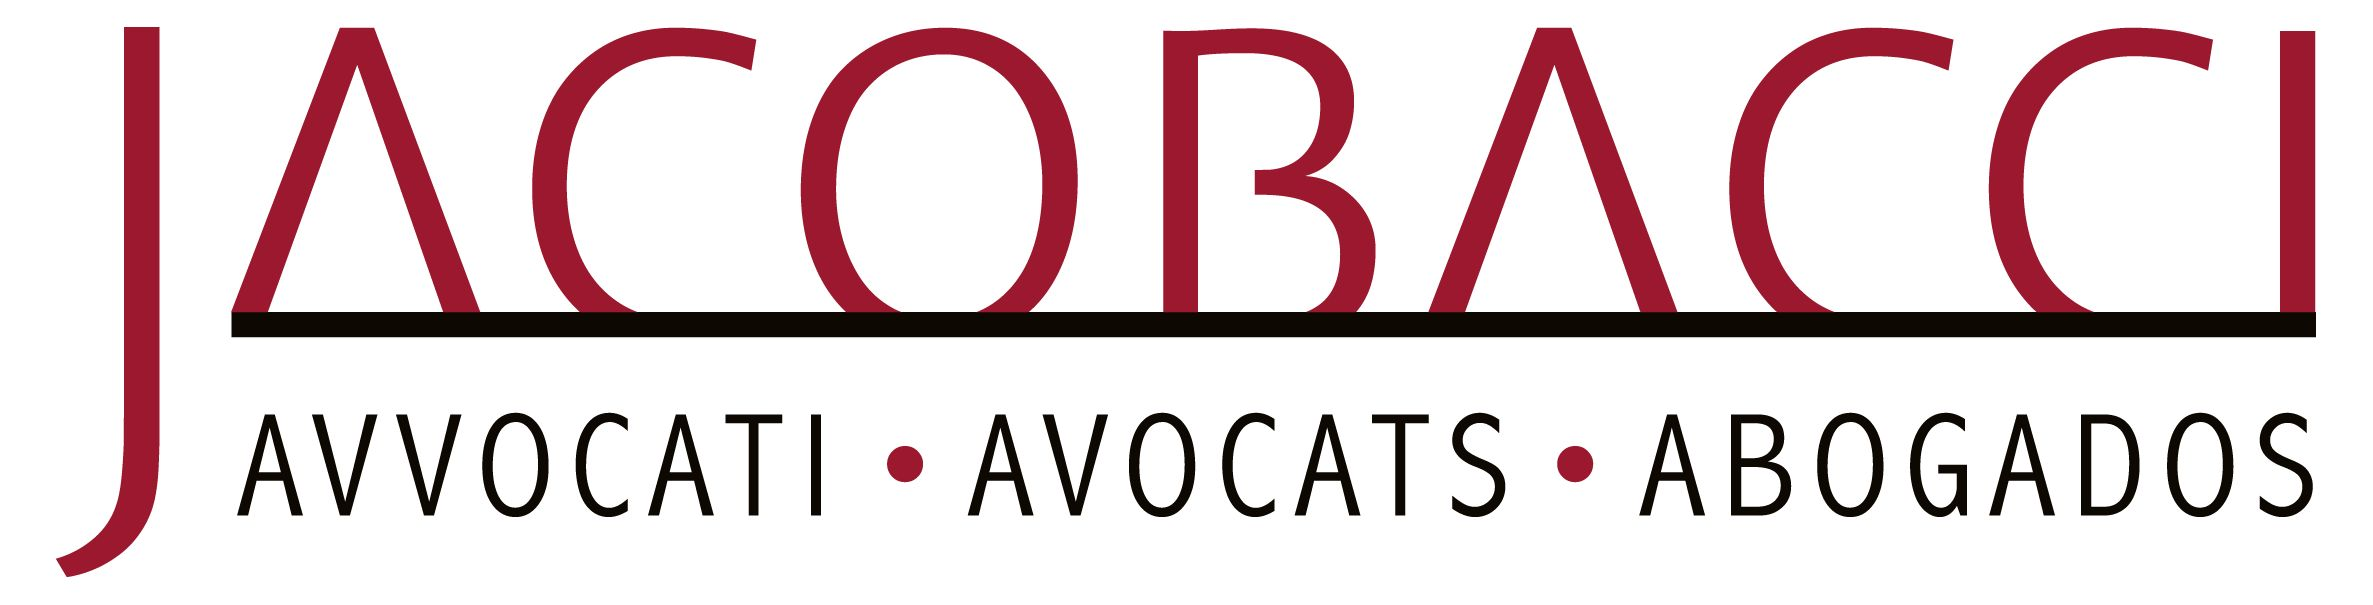 JACOBACCI
AVVOCATI • AVOCATS • ABOGADOS